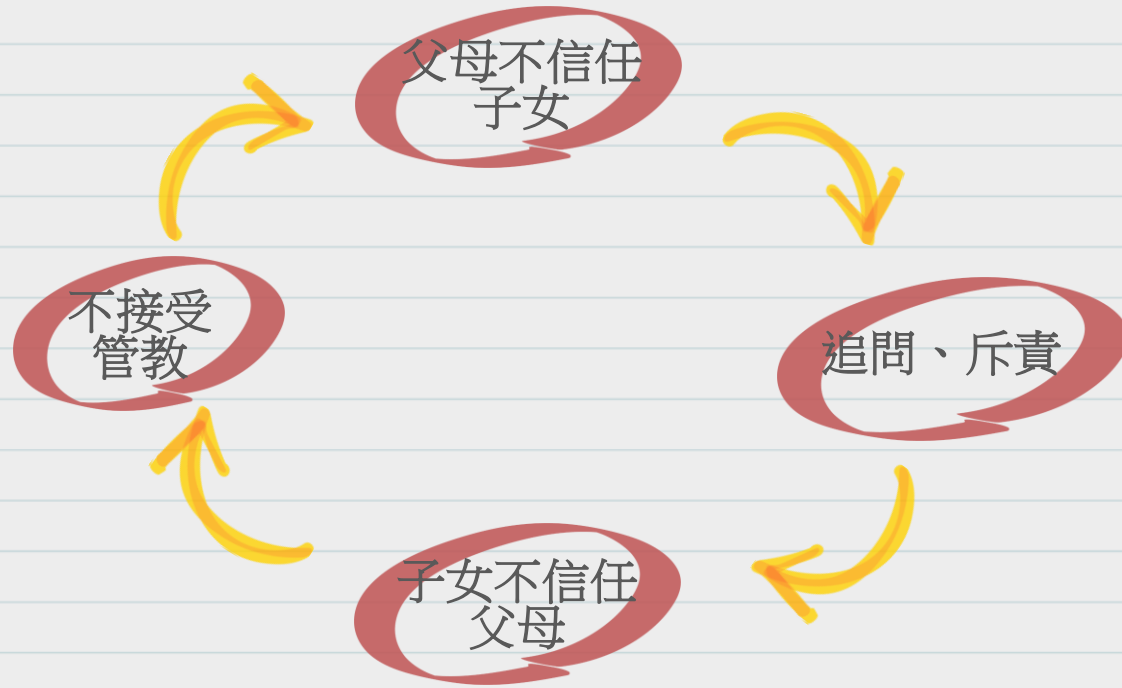 父母不信任
子女
追問、斥責
子女不信任
父母
不接受
管教